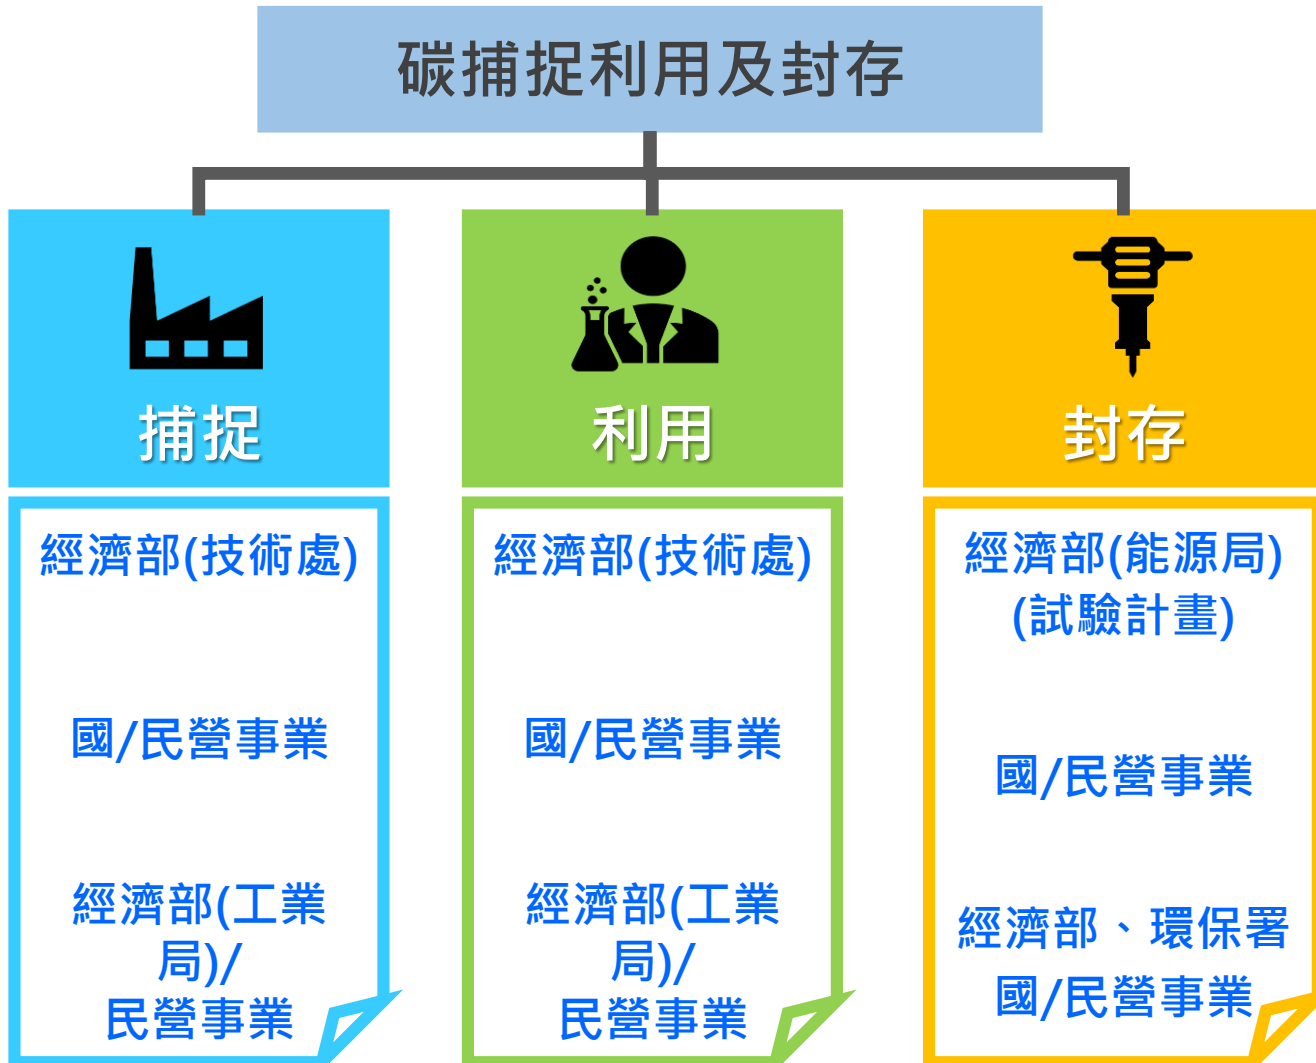 碳捕捉利用及封存
捕捉
經濟部(技術處)
國/民營事業
經濟部(工業
局)/
民營事業
利用
經濟部(技術處)
國/民營事業
經濟部(工業
局)/
民營事業
封存
經濟部(能源局)
(試驗計畫)
國/民營事業
經濟部、環保署
國/民營事業